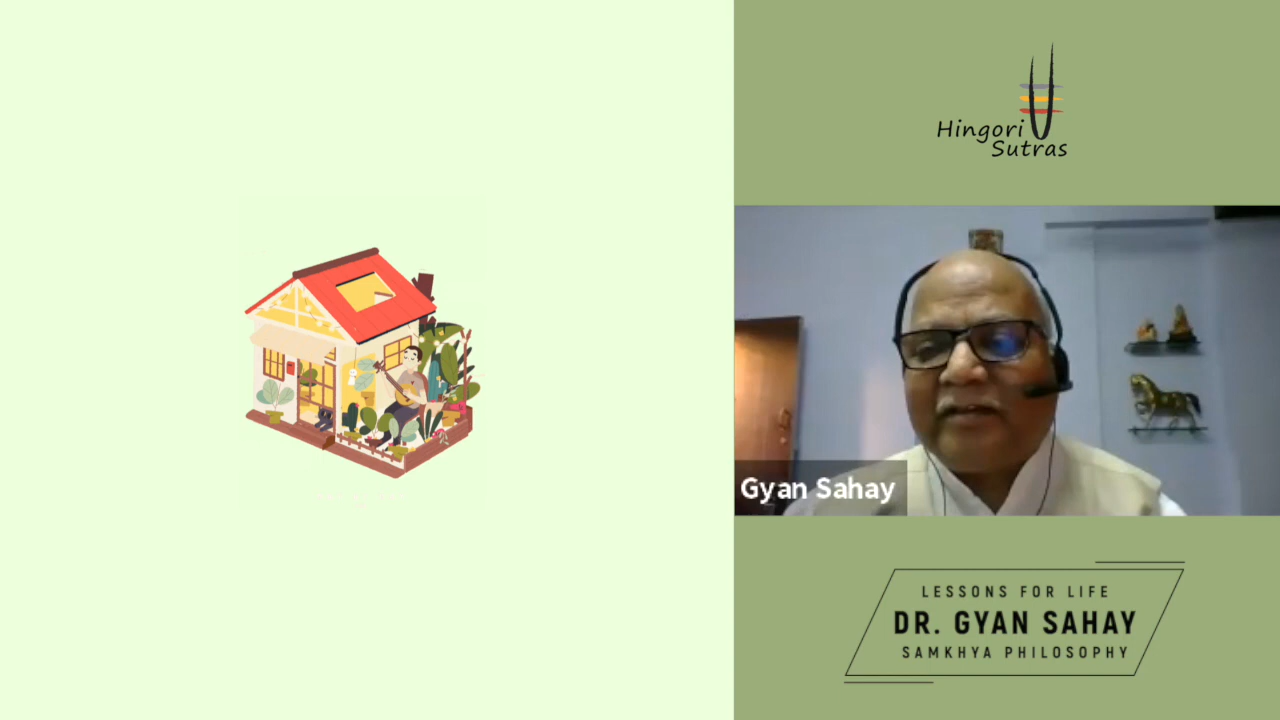 Hingori
Sutras
Gyan Sahay
LESSONS FOR LIFE
DR. GYAN SAHAY
SAMKHYA PHILOSOPHY